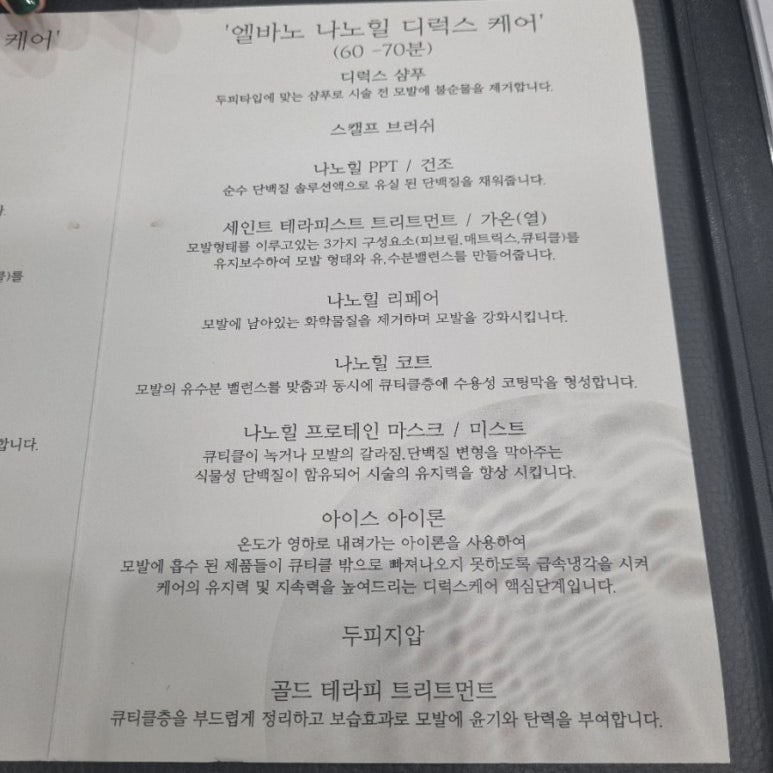 케어'
'엘바노 나노힐 디럭스 케어'
(60 -70분)
디럭스 샴푸
두피타입에 맞는 샴푸로 시술 전 모발에 불순물을 제거합니다.
스캘프 브러쉬
나노힐 PPT / 건조
순수 단백질 솔루션액으로 유실 된 단백질을 채워줍니다.
세인트 테라피스트 트리트먼트 / 가온(열)
모발형태를 이루고있는 3가지 구성요소(피브릴,매트릭스,큐티클)를
유지보수하여 모발 형태와 유,수분밸런스를 만들어줍니다.
나노힐 리페어
모발에 남아있는 화학물질을 제거하며 모발을 강화시킵니다.
나노힐 코트
모발의 유수분 밸런스를 맞춤과 동시에 큐티클층에 수용성 코팅막을 형성합니다.
나노힐 프로테인 마스크 / 미스트
큐티클이 녹거나 모발의 갈라짐,단백질 변형을 막아주는
식물성 단백질이 함유되어 시술의 유지력을 향상 시킵니다.
합니다.
아이스 아이론
온도가 영하로 내려가는 아이론을 사용하여
모발에 흡수 된 제품들이 큐티클 밖으로 빠져나오지 못하도록 급속냉각을 시켜
케어의 유지력 및 지속력을 높여드리는 디럭스케어 핵심단계입니다.
두피지압
골드 테라피 트리트먼트
큐티클층을 부드럽게 정리하고 보습효과로 모발에 윤기와 탄력을 부여합니다.